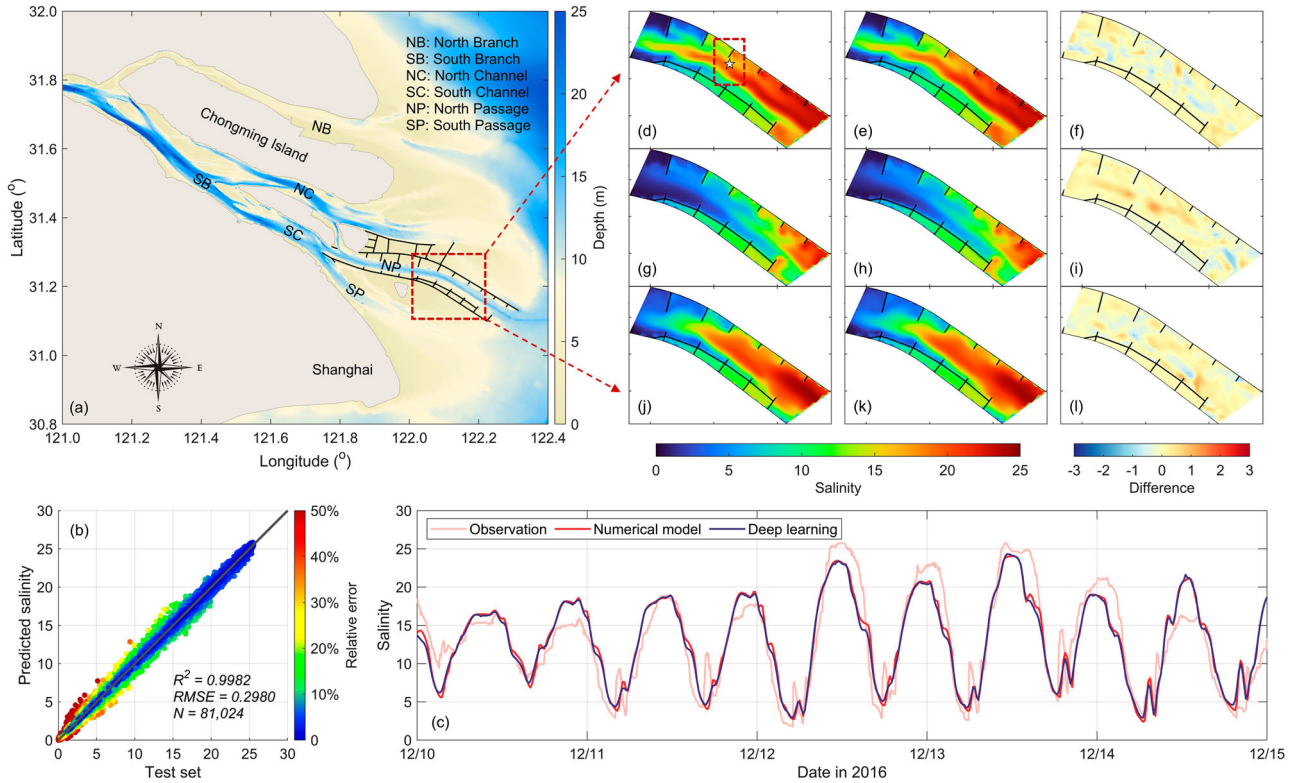 32.0
31.8
31.6
31.4
31.2
31.0
30.8
Latitude (o)
121.0
121.2
121.4
121.6
121.8
122.0
122.2
122.4
Longitude (o)
NB: North Branch
SB: South Branch
NC: North Channel
SC: South Channel
NP: North Passage
SP: South Passage
Chongming Island
NB
SB
NC
SC
NP
SP
Shanghai
N
W
E
S
(a)
25
20
15
10
5
0
Depth (m)
(d)
(e)
(f)
(g)
(h)
(i)
(j)
(k)
(l)
0
5
10
15
20
25
Salinity
-3
-2
-1
0
1
2
3
Difference
(b)
30
25
20
15
10
5
0
Predicted salinity
R2 = 0.9982
RMSE = 0.2980
N = 81,024
0
5
10
15
20
25
30
Test set
50%
40%
30%
20%
10%
0
Relative error
Observation
Numerical model
Deep learning
25
20
15
10
5
0
Salinity
(c)
12/10
12/11
12/12
12/13
12/14
12/15
Date in 2016